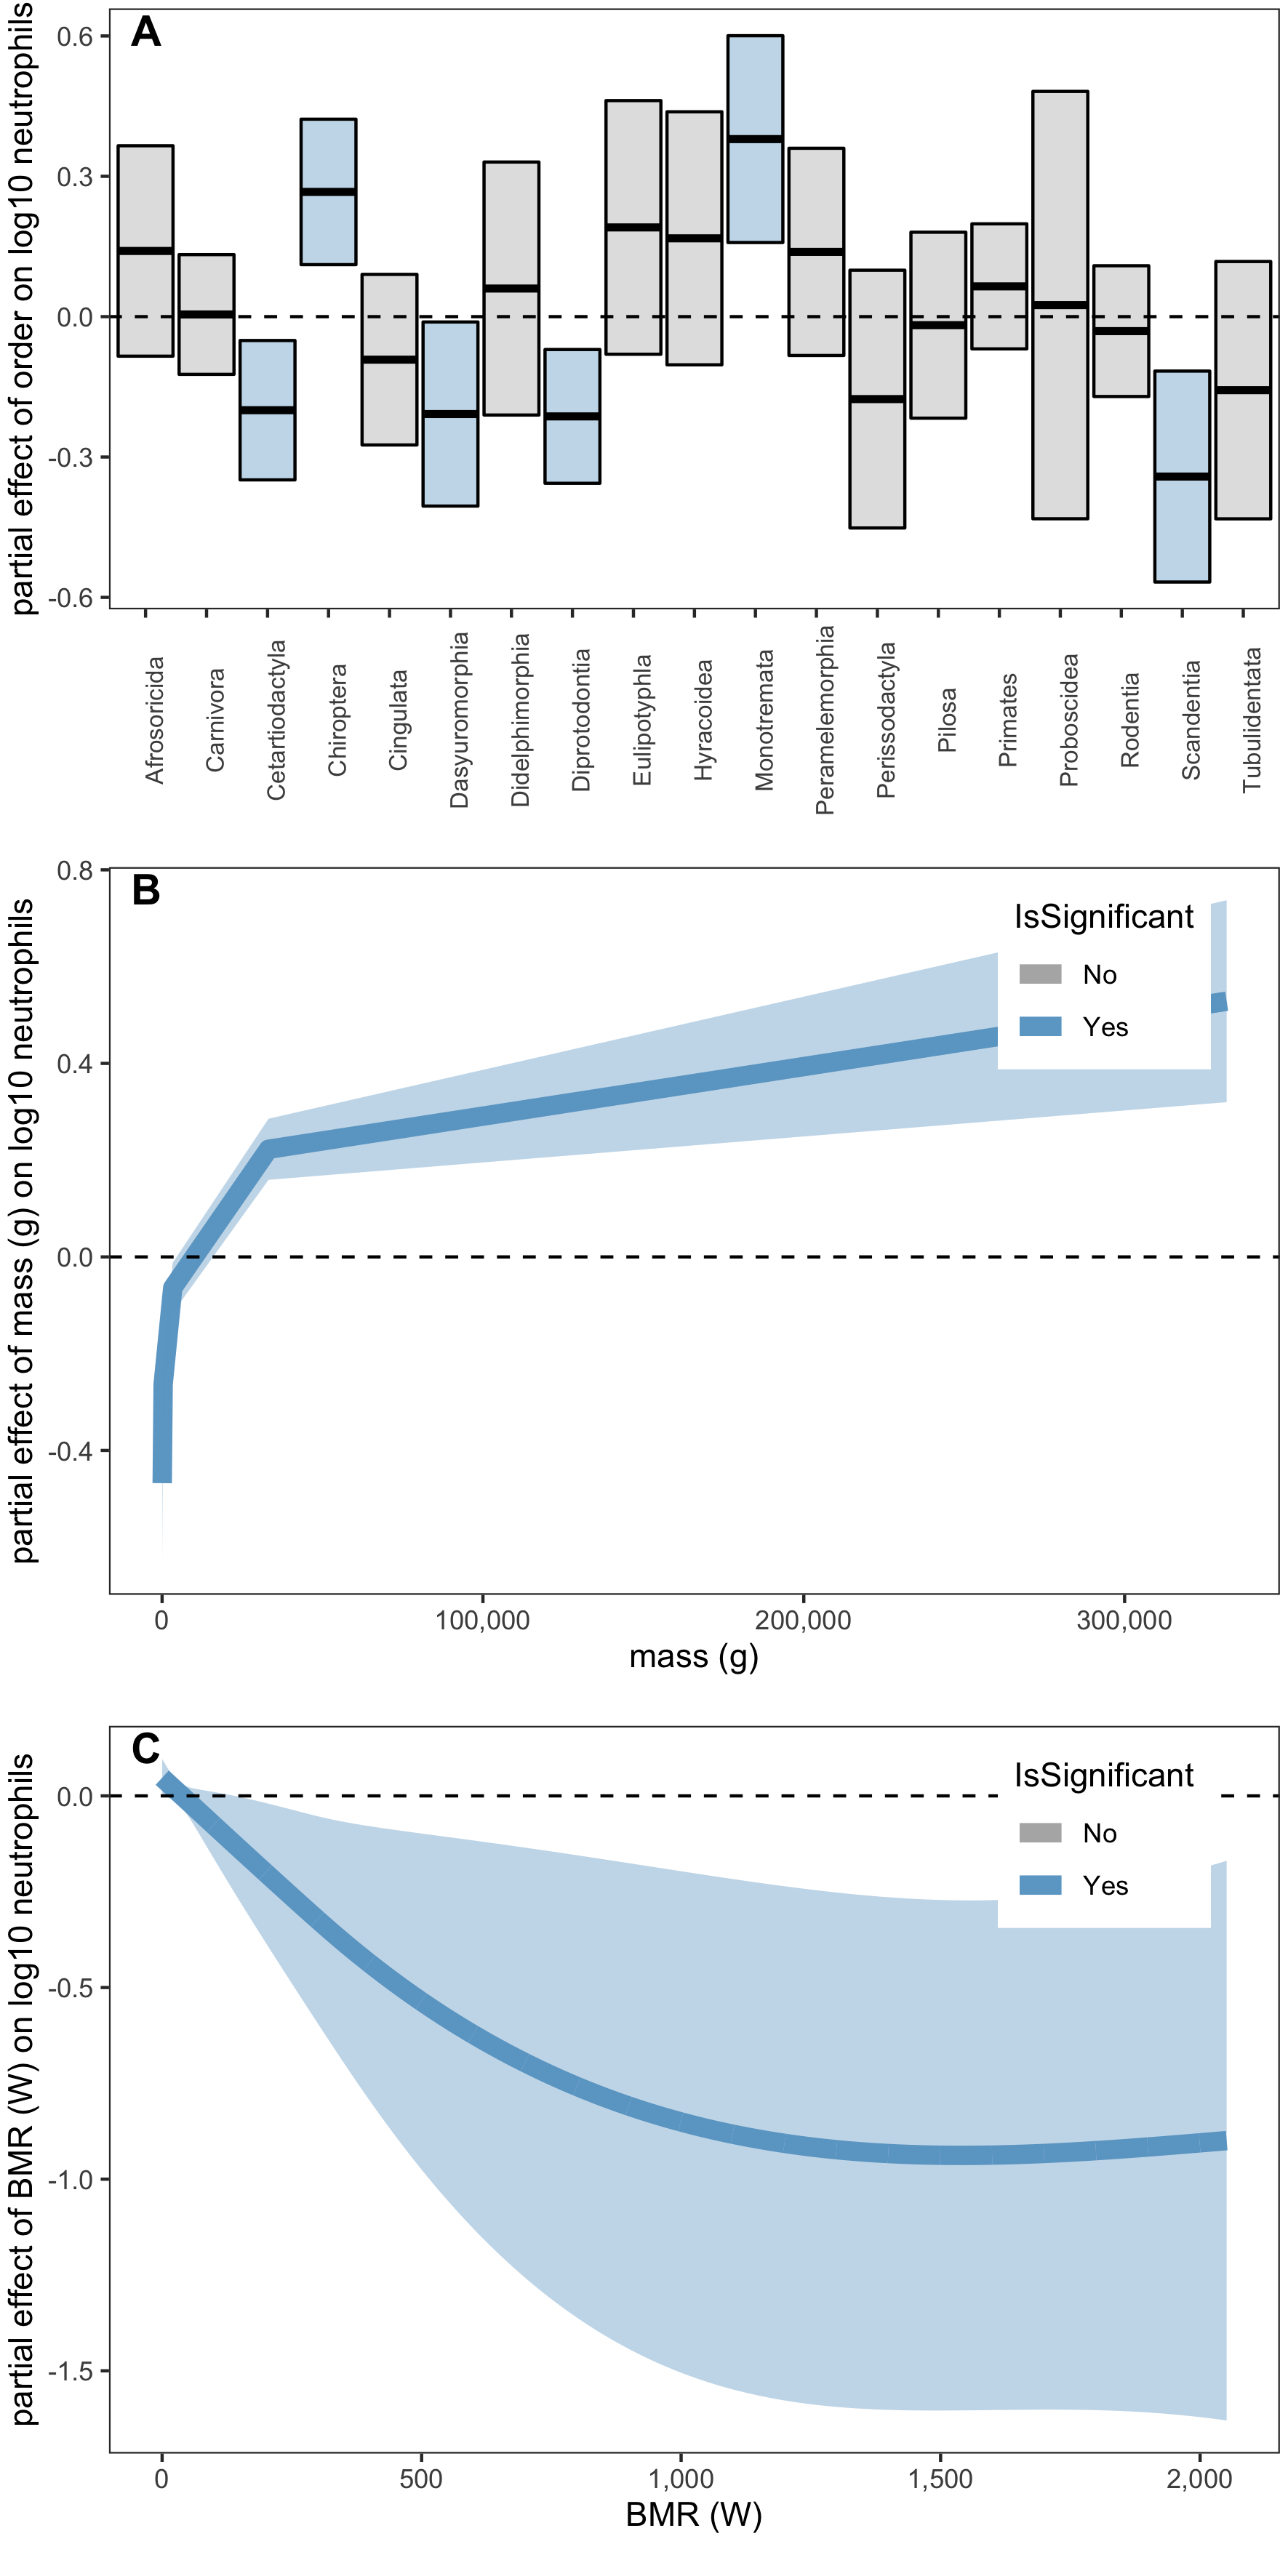 A
partial effect of order on log10 neutrophils
0.6
0.3
0.0
-0.3
-0.6
Afrosoricida
Carnivora
Cetartiodactyla
Chiroptera
Cingulata
Dasyuromorphia
Didelphimorphia
Diprotodontia
Eulipotyphla
Hyracoidea
Monotremata
Peramelemorphia
Perissodactyla
Pilosa
Primates
Proboscidea
Rodentia
Scandentia
Tubulidentata
B
partial effect of mass (g) on log10 neutrophils
0.8
0.4
0.0
-0.4
IsSignificant
No
Yes
0 100,000 200,000 300,000
mass (g)
C
partial effect of BMR (W) on log10 neutrophils
0.0
-0.5
-1.0
-1.5
IsSignificant
No
Yes
0 500 1,000 1,500 2,000
BMR (W)